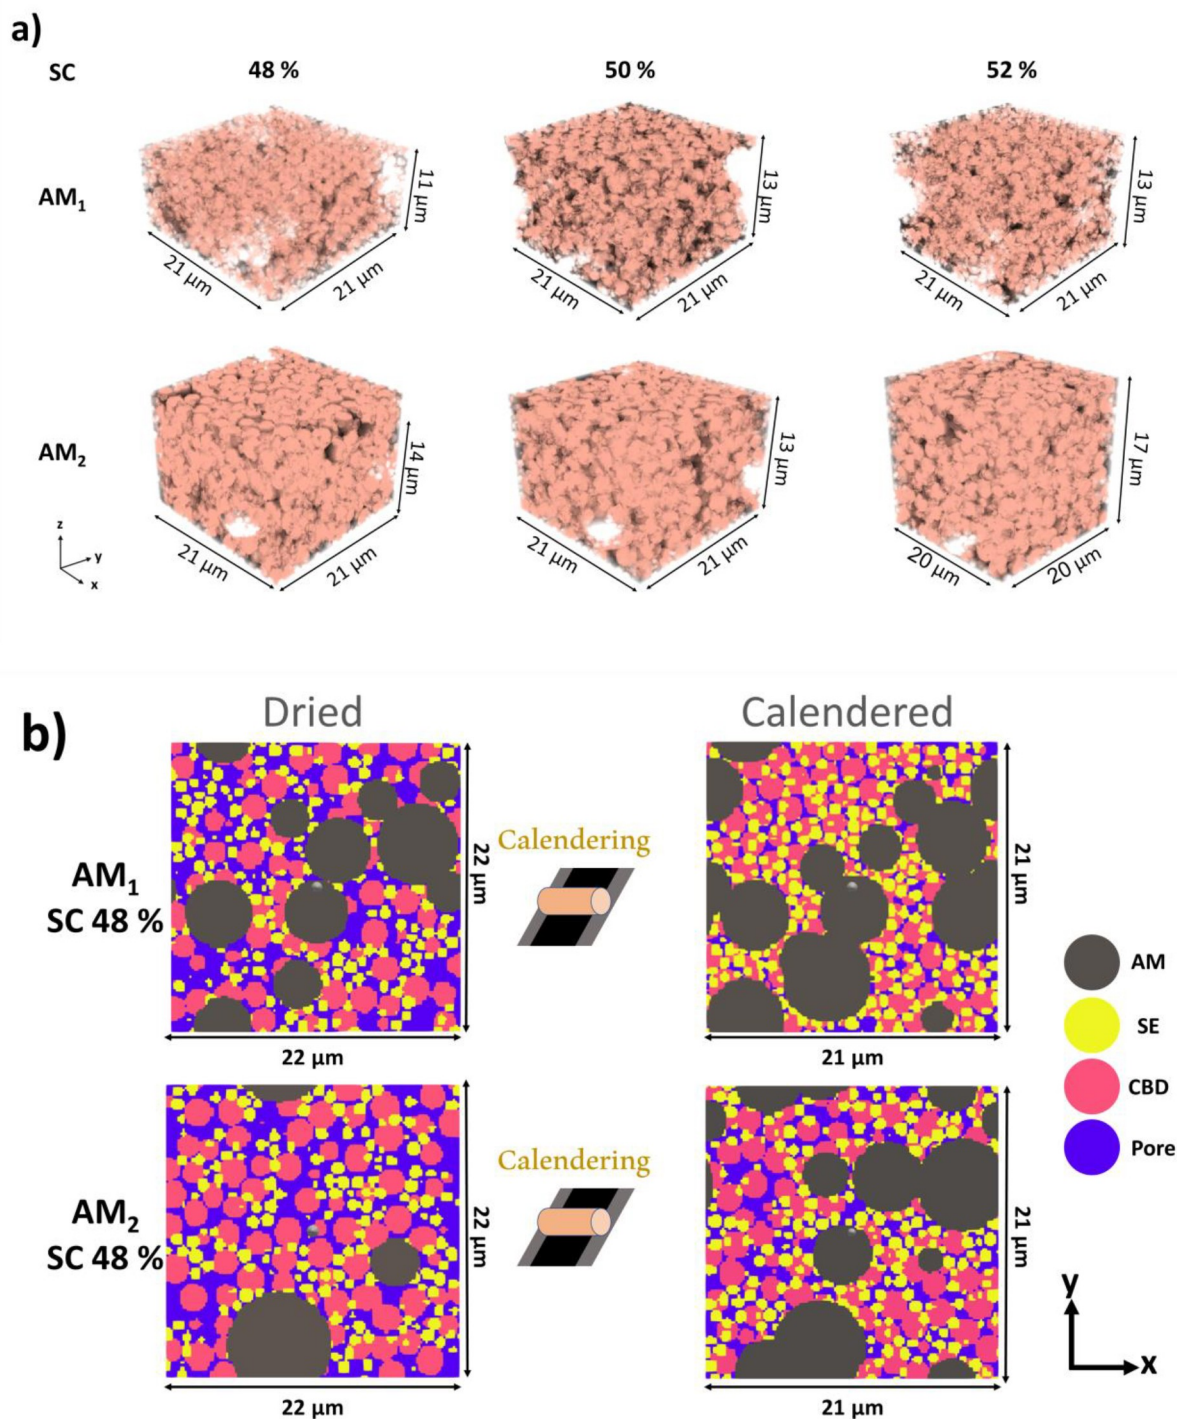 a)
SC 48 % 50 % 52 %
AM₁
11 µm
21 µm
21 µm
13 µm
21 µm
21 µm
13 µm
21 µm
21 µm
AM₂
14 µm
21 µm
21 µm
13 µm
21 µm
21 µm
17 µm
20 µm
20 µm
z
y
x
b)
Dried Calendered
AM₁
SC 48 %
22 µm
22 µm
Calendering
21 µm
21 µm
AM₂
SC 48 %
22 µm
22 µm
Calendering
21 µm
21 µm
AM
SE
CBD
Pore
y
x